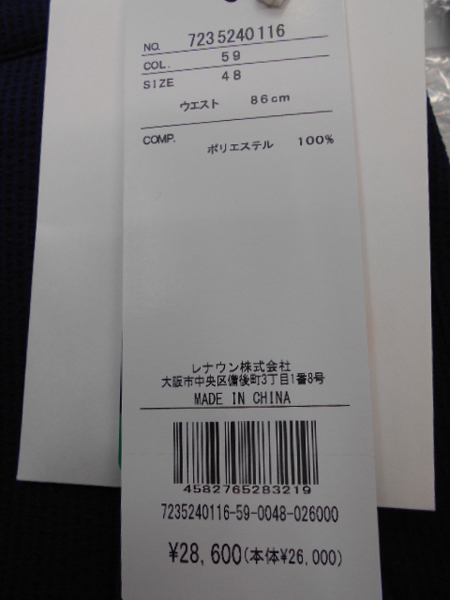 NO. 7235240116
COL. 59
SIZE 48
ウエスト 86cm
COMP. ポリエステル 100%
レナウン株式会社
大阪市中央区備後町3丁目1番8号
MADE IN CHINA
4582765283219
7235240116-59-0048-026000
¥28,600(本体¥26,000)